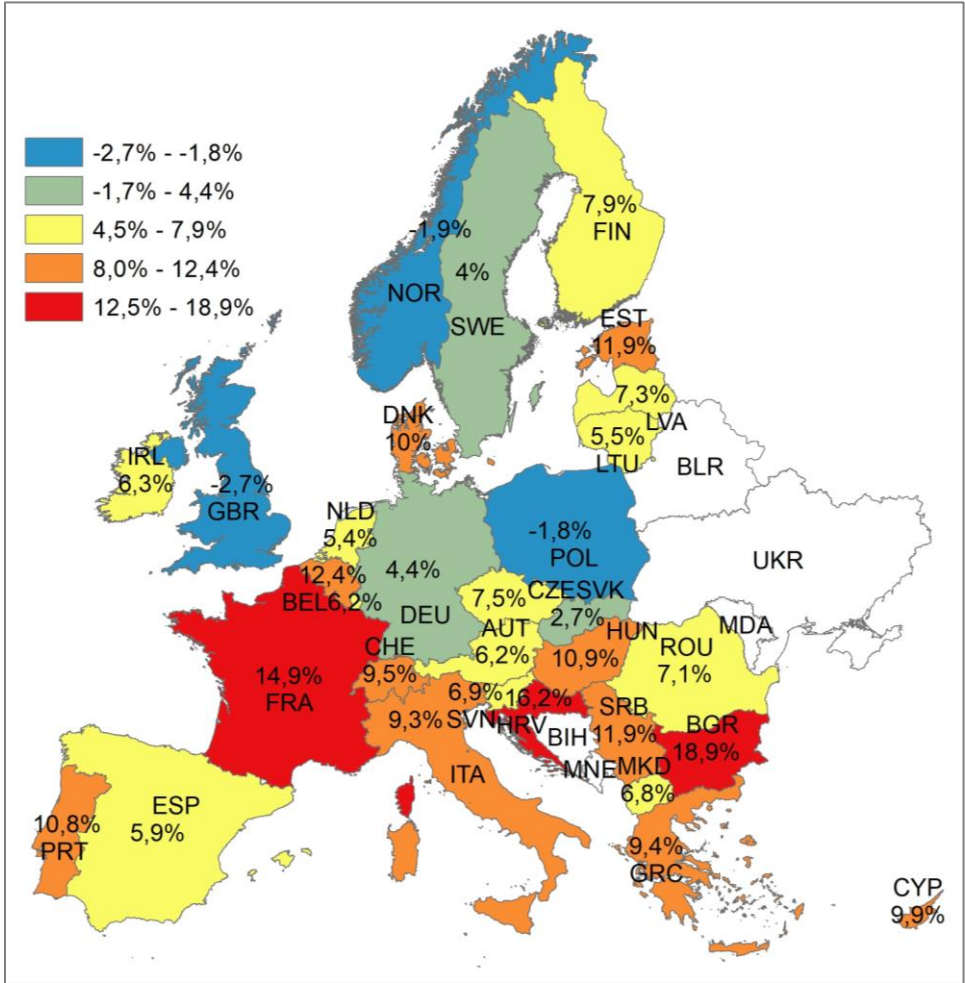 -2,7% - -1,8%
-1,7% - 4,4%
4,5% - 7,9%
8,0% - 12,4%
12,5% - 18,9%
7,9%
FIN
-1,9%
NOR
4%
SWE
EST
11,9%
7,3%
LVA
5,5%
LTU
BLR
DNK
10%
IRL
6,3%
-2,7%
GBR
NLD
5,4%
-1,8%
POL
UKR
12,4%
BEL
6,2%
4,4%
DEU
CZE
7,5%
SVK
2,7%
AUT
6,2%
HUN
10,9%
MDA
ROU
7,1%
CHE
9,5%
14,9%
FRA
6,9%
SVN
16,2%
HRV
9,3%
ITA
BIH
SRB
11,9%
BGR
18,9%
MNE
MKD
6,8%
ESP
5,9%
10,8%
PRT
9,4%
GRC
CYP
9,9%